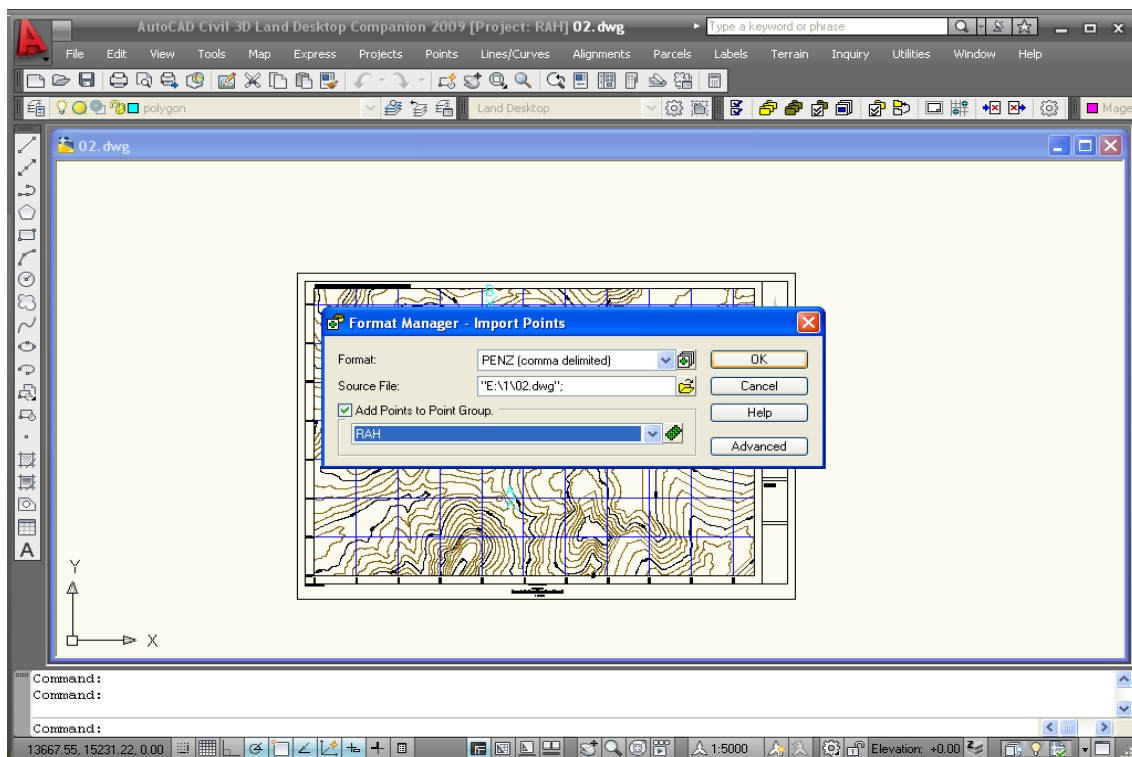 AutoCAD Civil 3D Land Desktop Companion 2009 [Project: RAH] 02.dwg
Type a keyword or phrase
File Edit View Tools Map Express Projects Points Lines/Curves Alignments Parcels Labels Terrain Inquiry Utilities Window Help
polygon Land Desktop Mage
02.dwg
B
Format Manager - Import Points
Format: PENZ (comma delimited) OK
Source File: "E:\1\02.dwg"; Cancel
Add Points to Point Group. Help
RAH Advanced
A
A
Y
X
Command:
Command:
Command:
13667.55, 15231.22, 0.00 1:5000 Elevation: +0.00